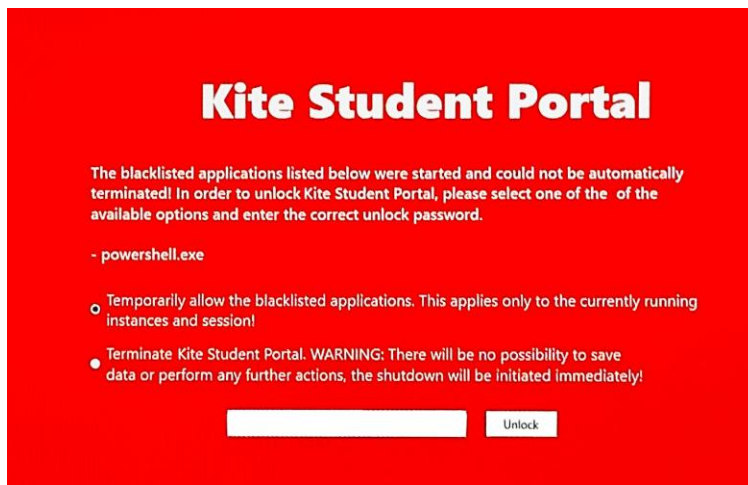 Kite Student Portal
The blacklisted applications listed below were started and could not be automatically
terminated! In order to unlock Kite Student Portal, please select one of the  of the
available options and enter the correct unlock password.
- powershell.exe
Temporarily allow the blacklisted applications. This applies only to the currently running
instances and session!
Terminate Kite Student Portal. WARNING: There will be no possibility to save
data or perform any further actions, the shutdown will be initiated immediately!
Unlock